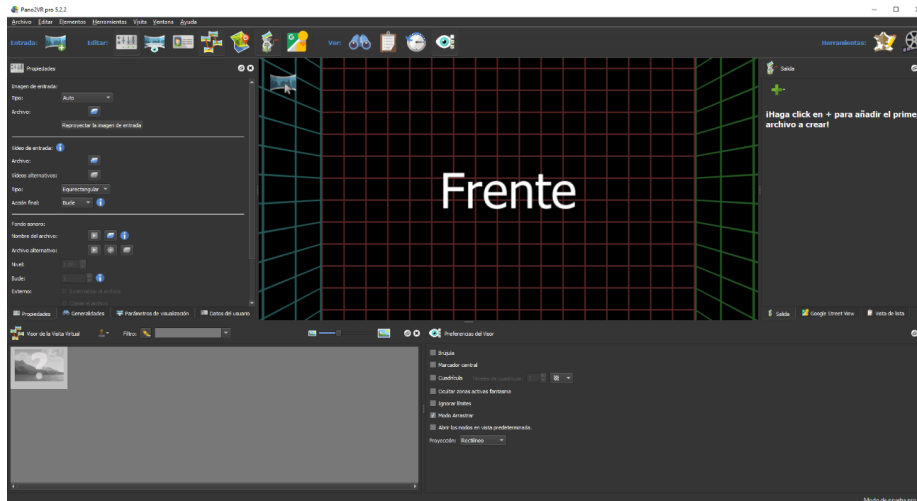 Pano2VR pro 5.2.2
Archivo Editar Elementos Herramientas Visita Ventana Ayuda
Entrada: Editar: Ver: Herramientas:
Propiedades
Imagen de entrada:
Tipo: Auto
Archivo:
Reproyectar la imagen de entrada
Vídeo de entrada:
Archivo:
Vídeos alternativos:
Tipo: Equirectangular
Acción final: Bucle
Fondo sonoro:
Nombre del archivo:
Archivo alternativo:
Nivel:
Bucle:
Externo:
Propiedades Generalidades Parámetros de visualización Datos del usuario
Frente
Salida
¡Haga click en + para añadir el prime
archivo a crear!
Salida Google Street View Vista de lista
Visor de la Visita Virtual Filtro:
Preferencias del Visor
Brújula
Marcador central
Cuadrícula
Ocultar zonas activas fantasma
Ignorar límites
Modo Arrastrar
Abrir los nodos en vista predeterminada.
Proyección: Rectilíneo
Modo de prueba pro